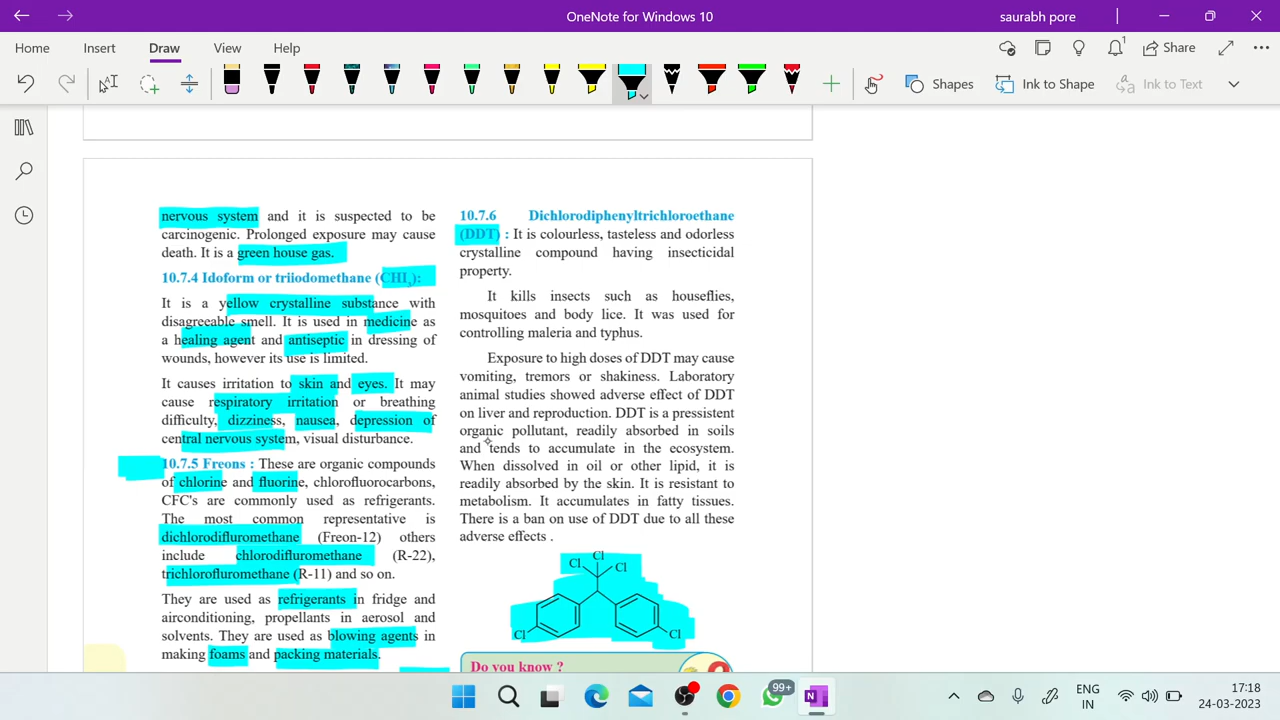 OneNote for Windows 10
saurabh pore
Home Insert Draw View Help
Share
Shapes Ink to Shape Ink to Text
nervous system and it is suspected to be
carcinogenic. Prolonged exposure may cause
death. It is a green house gas.
10.7.4 Idoform or triiodomethane (CHI3):
It is a yellow crystalline substance with
disagreeable smell. It is used in medicine as
a healing agent and antiseptic in dressing of
wounds, however its use is limited.
It causes irritation to skin and eyes. It may
cause respiratory irritation or breathing
difficulty, dizziness, nausea, depression of
central nervous system, visual disturbance.
10.7.5 Freons : These are organic compounds
of chlorine and fluorine, chlorofluorocarbons,
CFC's are commonly used as refrigerants.
The most common representative is
dichlorodifluromethane (Freon-12) others
include chlorodifluromethane (R-22),
trichlorofluromethane (R-11) and so on.
They are used as refrigerants in fridge and
airconditioning, propellants in aerosol and
solvents. They are used as blowing agents in
making foams and packing materials.
10.7.6 Dichlorodiphenyltrichloroethane
(DDT) : It is colourless, tasteless and odorless
crystalline compound having insecticidal
property.
It kills insects such as houseflies,
mosquitoes and body lice. It was used for
controlling maleria and typhus.
Exposure to high doses of DDT may cause
vomiting, tremors or shakiness. Laboratory
animal studies showed adverse effect of DDT
on liver and reproduction. DDT is a pressistent
organic pollutant, readily absorbed in soils
and tends to accumulate in the ecosystem.
When dissolved in oil or other lipid, it is
readily absorbed by the skin. It is resistant to
metabolism. It accumulates in fatty tissues.
There is a ban on use of DDT due to all these
adverse effects .
Cl
Cl Cl
Cl Cl
Do you know ?
99+
ENG
IN
17:18
24-03-2023